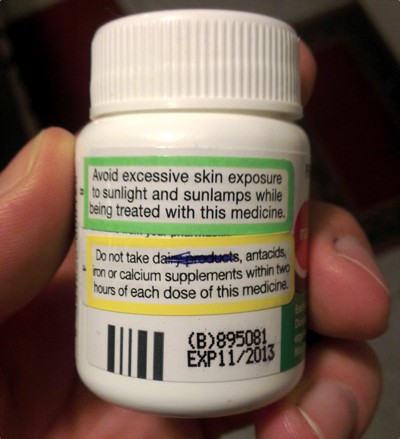 Avoid excessive skin exposure
to sunlight and sunlamps while
being treated with this medicine.
Do not take dairy products, antacids,
iron or calcium supplements within two
hours of each dose of this medicine.
(B)895081
EXP11/2013